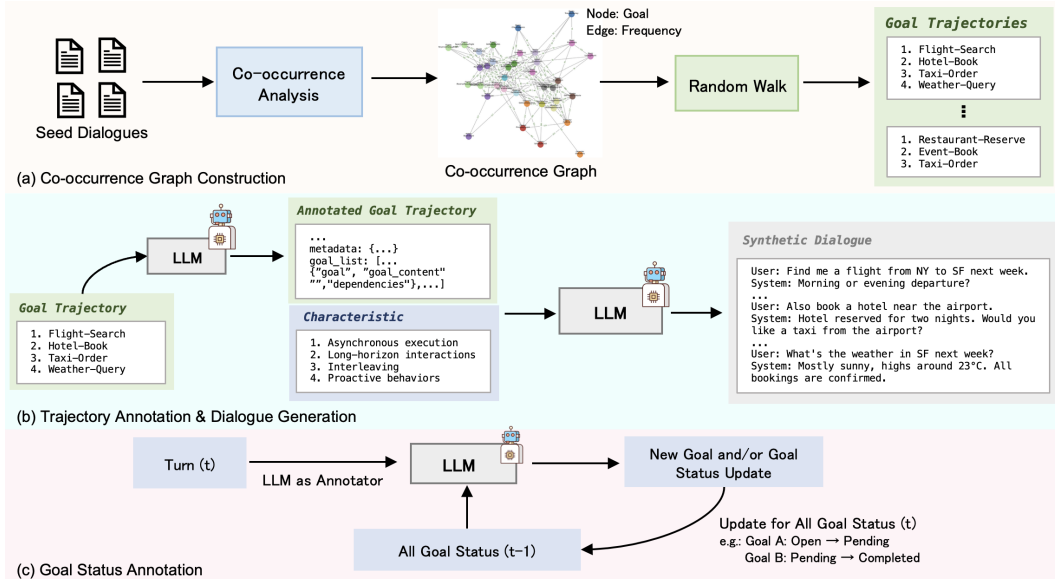 Seed Dialogues
Co-occurrence
Analysis
Node: Goal
Edge: Frequency
Co-occurrence Graph
Random Walk
Goal Trajectories
1. Flight-Search
2. Hotel-Book
3. Taxi-Order
4. Weather-Query
1. Restaurant-Reserve
2. Event-Book
3. Taxi-Order
(a) Co-occurrence Graph Construction
Goal Trajectory
1. Flight-Search
2. Hotel-Book
3. Taxi-Order
4. Weather-Query
LLM
Annotated Goal Trajectory
...
metadata: {...}
goal_list: [...
{"goal", "goal_content"
"","dependencies"},...]
Characteristic
1. Asynchronous execution
2. Long-horizon interactions
3. Interleaving
4. Proactive behaviors
LLM
Synthetic Dialogue
User: Find me a flight from NY to SF next week.
System: Morning or evening departure?
...
User: Also book a hotel near the airport.
System: Hotel reserved for two nights. Would you
like a taxi from the airport?
...
User: What's the weather in SF next week?
System: Mostly sunny, highs around 23°C. All
bookings are confirmed.
(b) Trajectory Annotation & Dialogue Generation
Turn (t)
LLM as Annotator
LLM
New Goal and/or Goal
Status Update
All Goal Status (t−1)
Update for All Goal Status (t)
e.g.: Goal A: Open → Pending
Goal B: Pending → Completed
(c) Goal Status Annotation